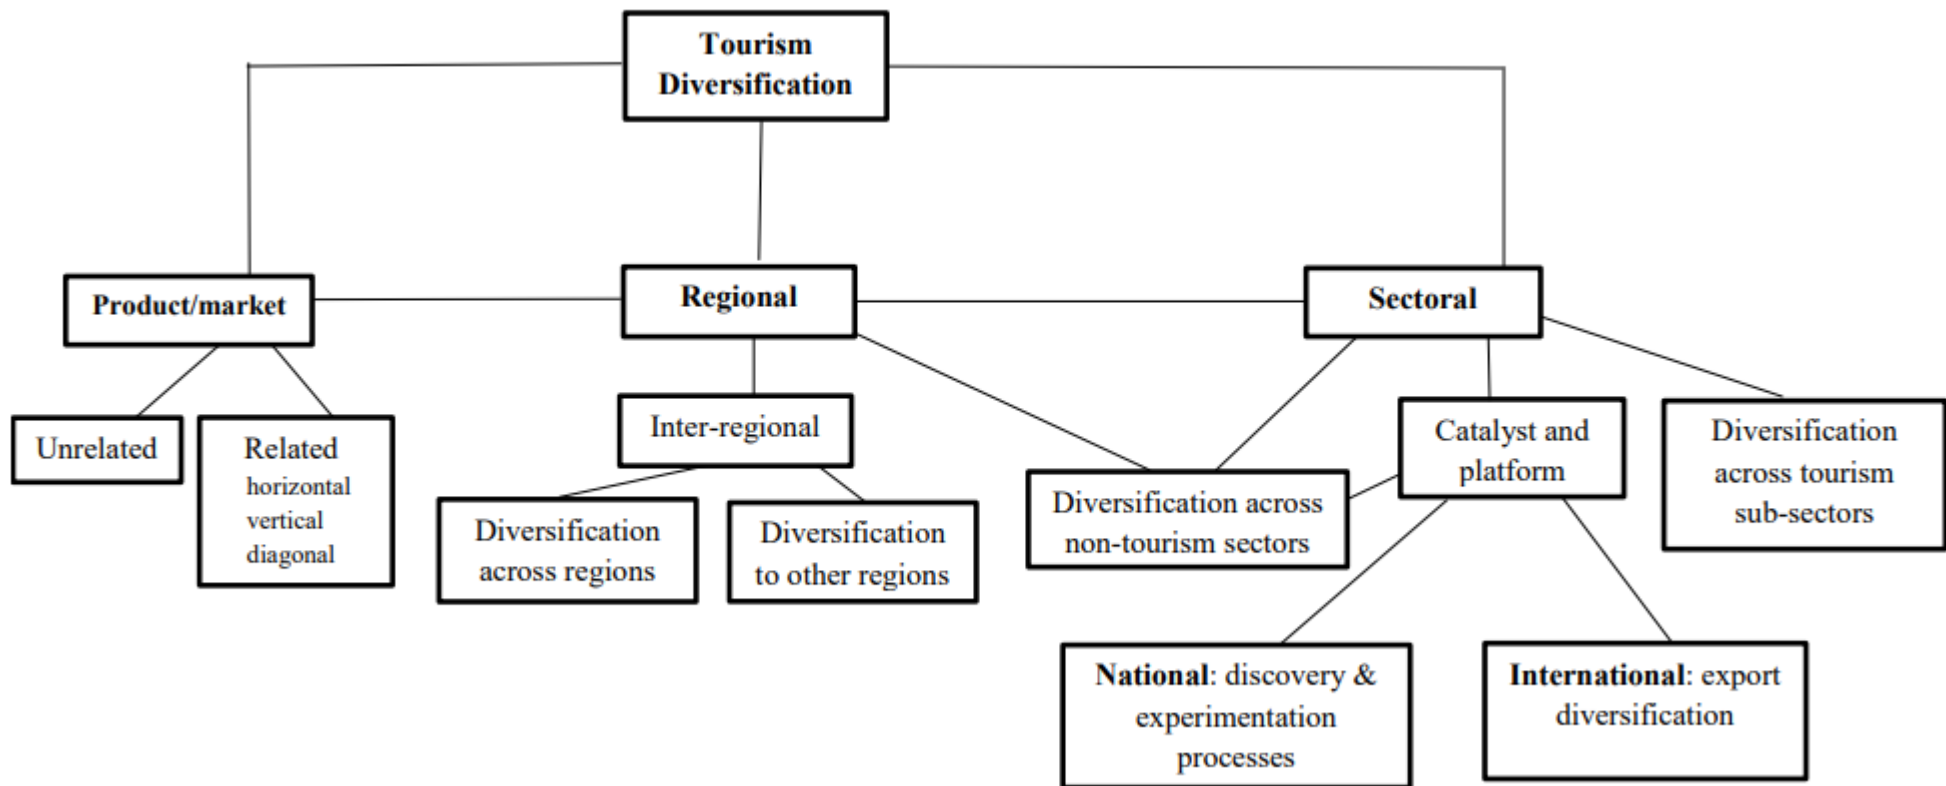 Tourism
Diversification
Product/market
Regional
Sectoral
Unrelated
Related
horizontal
vertical
diagonal
Inter-regional
Diversification
across regions
Diversification
to other regions
Diversification across
non-tourism sectors
Catalyst and
platform
Diversification
across tourism
sub-sectors
National: discovery &
experimentation
processes
International: export
diversification